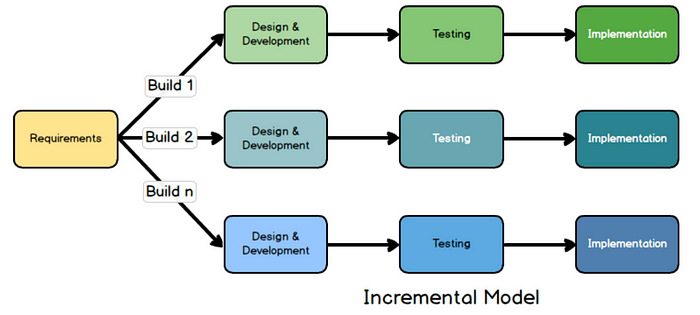 Design &
Development
Testing
Implementation
Build 1
Requirements
Build 2
Design &
Development
Testing
Implementation
Build n
Design &
Development
Testing
Implementation
Incremental Model